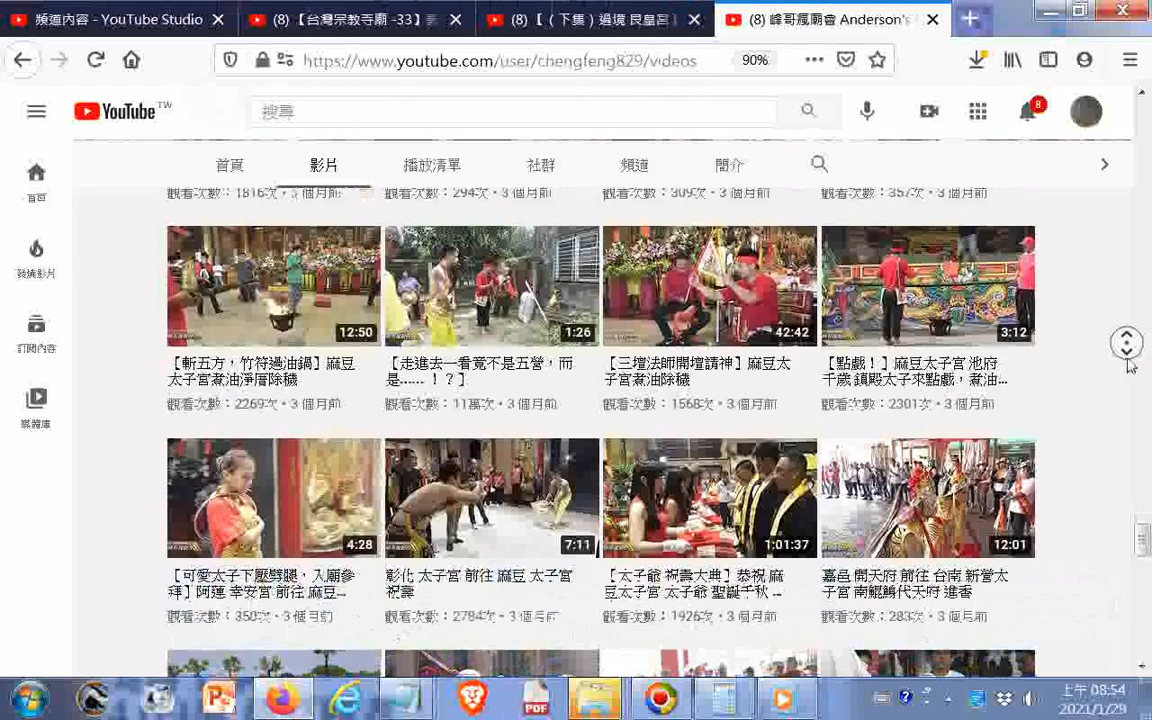 頻道內容 - YouTube Studio
(8)【台灣宗教寺廟 -33】
(8)【（下集）過境 良皇宮】
(8) 峰哥瘋廟會 Anderson's
https://www.youtube.com/user/chengfeng829/videos
90%
YouTube TW
搜尋
8
首頁
影片
播放清單
社群
頻道
簡介
首頁
發燒影片
訂閱內容
媒體庫
觀看次數：1816次・3 個月前
觀看次數：294次・3 個月前
觀看次數：309次・3 個月前
觀看次數：357次・3 個月前
12:50
1:26
42:42
3:12
【斬五方，竹符過油鍋】麻豆
太子宮煮油淨厝除穢
觀看次數：2269次・3 個月前
【走進去一看竟不是五營，而
是...... ！？】
觀看次數：11萬次・3 個月前
【三壇法師開壇請神】麻豆太
子宮煮油除穢
觀看次數：1568次・3 個月前
【點戲！】麻豆太子宮 池府
千歲 鎮殿太子來點戲，煮油...
觀看次數：2301次・3 個月前
4:28
7:11
1:01:37
12:01
【可愛太子下壓劈腿，入廟參
拜】阿蓮 幸安宮 前往 麻豆...
觀看次數：350次・3 個月前
彰化 太子宮 前往 麻豆 太子宮
祝壽
觀看次數：2784次・3 個月前
【太子爺 祝壽大典】恭祝 麻
豆太子宮 太子爺 聖誕千秋 ...
觀看次數：1926次・3 個月前
嘉邑 開天府 前往 台南 新營太
子宮 南鯤鯓代天府 進香
觀看次數：283次・3 個月前
PDF
上午 08:54
2021/1/29